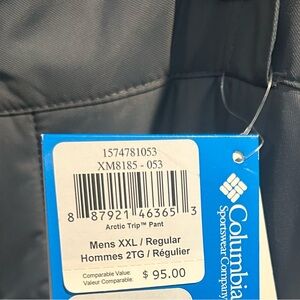 1574781053
XM8185 - 053
8 87921 46365 3
Arctic Trip™ Pant
Mens XXL / Regular
Hommes 2TG / Régulier
Comparable Value:
Valeur Comparable:
$ 95.00
Columbia
Sportswear Company